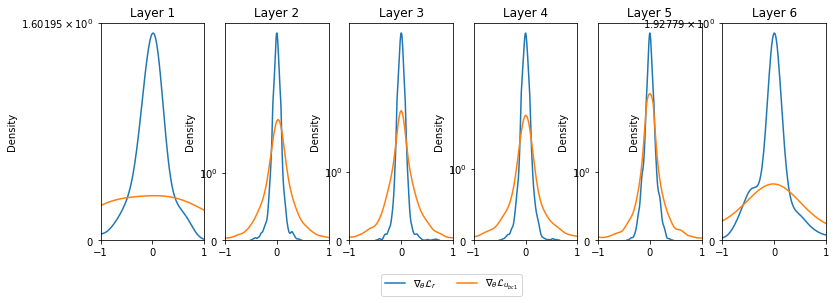 Layer 1 Layer 2 Layer 3 Layer 4 Layer 5 Layer 6
1.60195 × 10⁰ 1.92779 × 10⁰
Density Density Density Density Density Density
10⁰ 10⁰ 10⁰ 10⁰
0 0 0 0 0 0
−1 0 1 −1 0 1 −1 0 1 −1 0 1 −1 0 1 −1 0 1
∇θℒr ∇θℒu_bc1